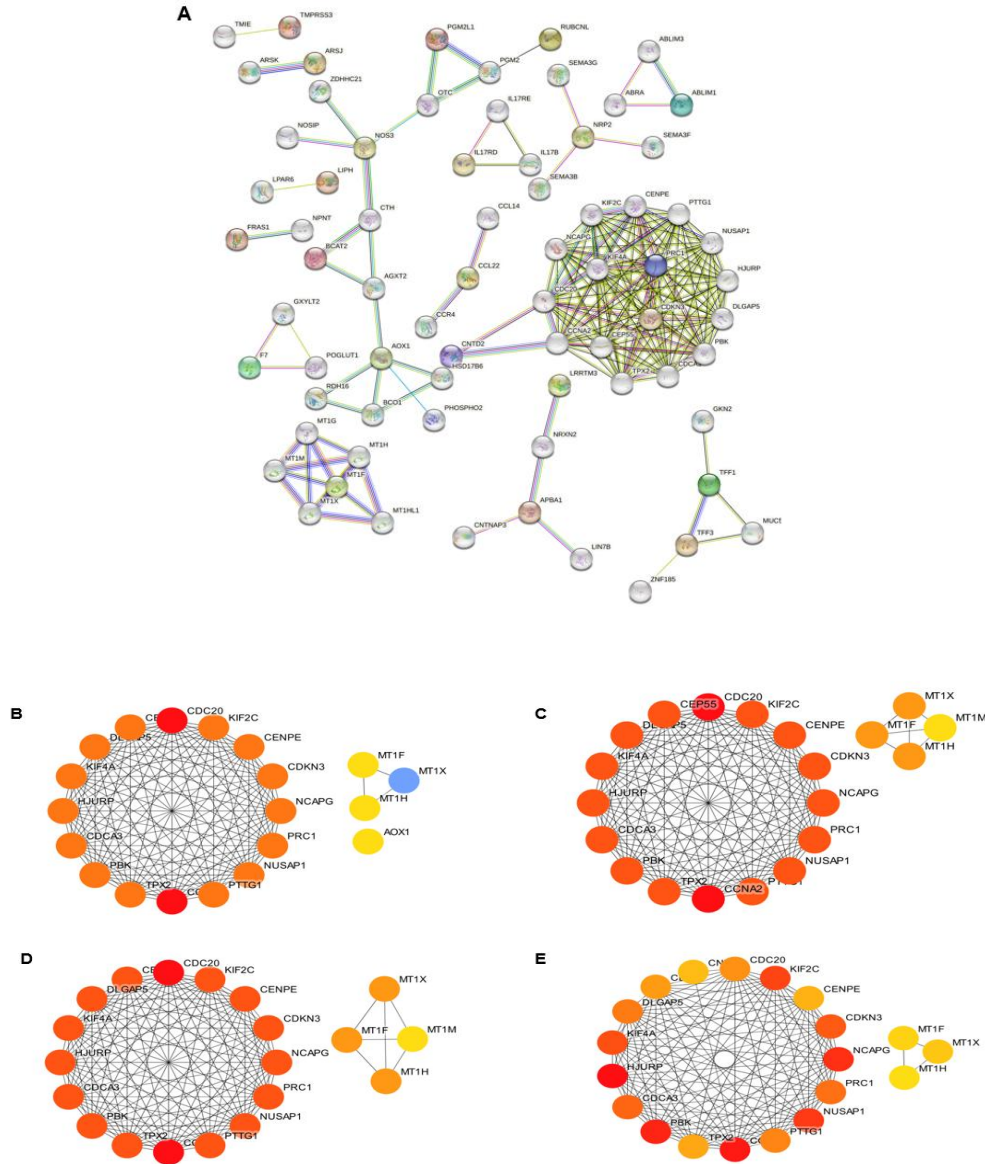 A
TMIE
TMPRSS3
ARSK
ARSJ
ZDHHC21
NOSIP
NOS3
PGM2L1
PGM2
RUBCNL
OTC
IL17RE
IL17RD
IL17B
SEMA3G
NRP2
SEMA3F
SEMA3B
ABLIM3
ABRA
ABLIM1
LPAR6
LIPH
FRAS1
NPNT
CTH
BCAT2
AGXT2
CCL14
CCL22
CCR4
GXYLT2
F7
POGLUT1
AOX1
CNTD2
HSD17B6
RDH16
BCO1
PHOSPHO2
KIF2C
CENPE
PTTG1
NCAPG
NUSAP1
KIF4A
PRC1
HJURP
CDC20
CDKN3
DLGAP5
CCNA2
CEP55
PBK
TPX2
CDCA3
MT1G
MT1H
MT1M
MT1F
MT1X
MT1HL1
LRRTM3
NRXN2
APBA1
CNTNAP3
LIN7B
GKN2
TFF1
TFF3
MUC5
ZNF185
B
CDC20
KIF2C
CENPE
CDKN3
NCAPG
PRC1
NUSAP1
PTTG1
TPX2
PBK
CDCA3
HJURP
KIF4A
MT1F
MT1X
MT1H
AOX1
C
CEP55
CDC20
KIF2C
CENPE
CDKN3
NCAPG
PRC1
NUSAP1
CCNA2
TPX2
PBK
CDCA3
HJURP
KIF4A
MT1X
MT1M
MT1F
MT1H
D
CDC20
KIF2C
DLGAP5
CENPE
KIF4A
CDKN3
HJURP
NCAPG
CDCA3
PRC1
PBK
NUSAP1
TPX2
PTTG1
MT1X
MT1F
MT1M
MT1H
E
CDC20
KIF2C
DLGAP5
CENPE
KIF4A
CDKN3
HJURP
NCAPG
CDCA3
PRC1
PBK
NUSAP1
TPX2
PTTG1
MT1F
MT1X
MT1H